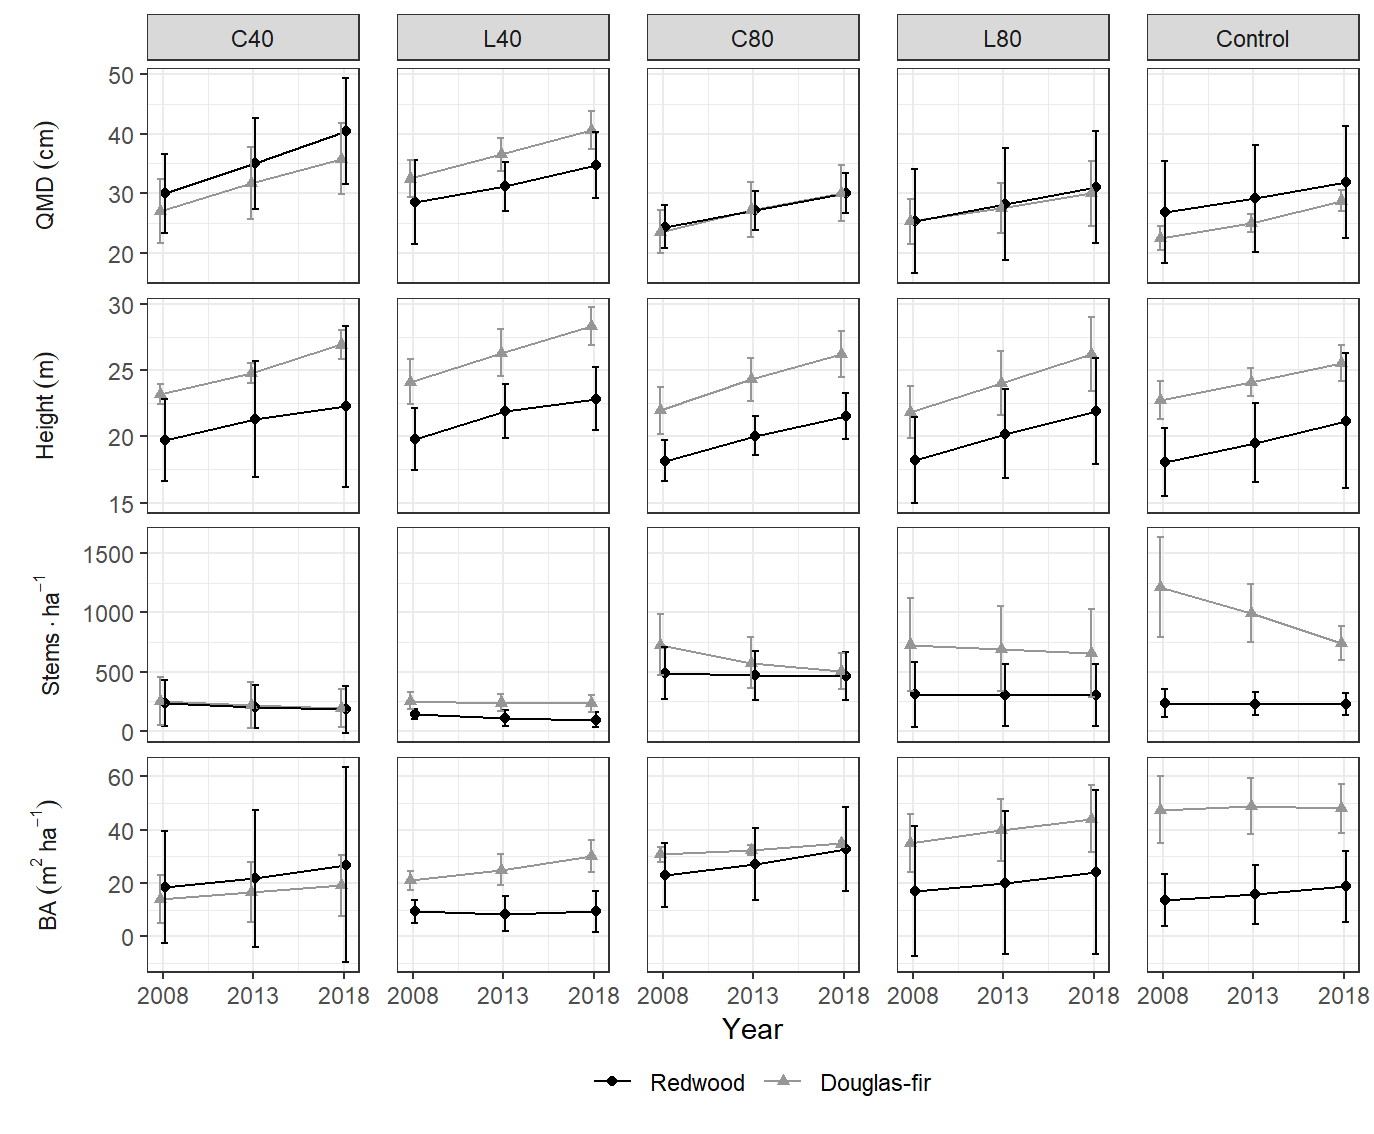 C40 L40 C80 L80 Control
QMD (cm)
50
40
30
20
Height (m)
30
25
20
15
Stems · ha⁻¹
1500
1000
500
0
BA (m² ha⁻¹)
60
40
20
0
2008 2013 2018 2008 2013 2018 2008 2013 2018 2008 2013 2018 2008 2013 2018
Year
Redwood Douglas-fir